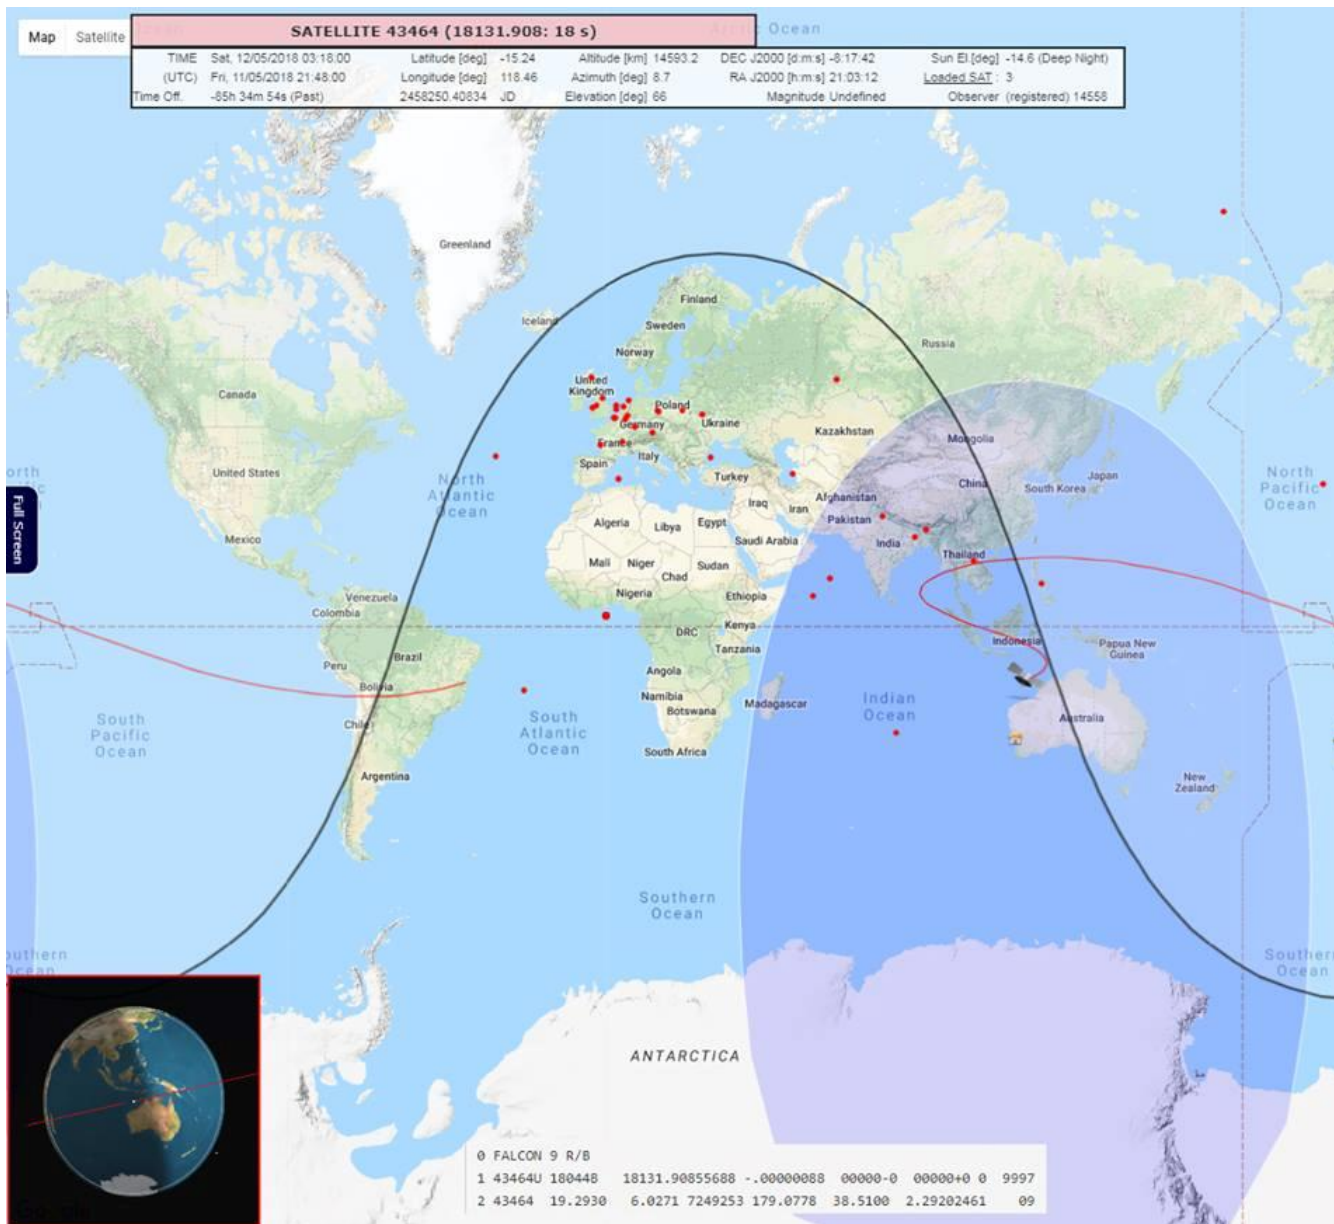 Map Satellite
SATELLITE 43464 (18131.908: 18 s)
TIME Sat, 12/05/2018 03:18:00 Latitude [deg] -15.24 Altitude [km] 14593.2 DEC J2000 [d:m:s] -8:17:42 Sun El.[deg] -14.6 (Deep Night)
(UTC) Fri, 11/05/2018 21:48:00 Longitude [deg] 118.46 Azimuth [deg] 8.7 RA J2000 [h:m:s] 21:03:12 Loaded SAT : 3
Time Off. -85h 34m 54s (Past) 2458250.40834 JD Elevation [deg] 66 Magnitude Undefined Observer (registered) 14558
Ocean
Greenland
Finland
Iceland
Sweden
Norway
Russia
United
Kingdom
Canada
Poland
Germany
Ukraine
Kazakhstan
Mongolia
France
Italy
Spain
Turkey
United States
North
Atlantic
Ocean
China
Japan
South Korea
North
Pacific
Ocean
Afghanistan
Iraq
Iran
Pakistan
Algeria
Libya
Egypt
Full Screen
Mexico
Saudi Arabia
India
Thailand
Mali
Niger
Chad
Sudan
Nigeria
Ethiopia
Venezuela
Colombia
DRC
Kenya
Tanzania
Indonesia
Papua New
Guinea
Brazil
Peru
Bolivia
Angola
Namibia
Botswana
Madagascar
Indian
Ocean
Australia
South
Pacific
Ocean
Chile
South
Atlantic
Ocean
South Africa
Argentina
New
Zealand
Southern
Ocean
outhern
Ocean
Southern
Ocean
ANTARCTICA
0 FALCON 9 R/B
1 43464U 180448 18131.90855688 -.00000088 00000-0 00000+0 0 9997
2 43464 19.2930 6.0271 7249253 179.0778 38.5100 2.29202461 09